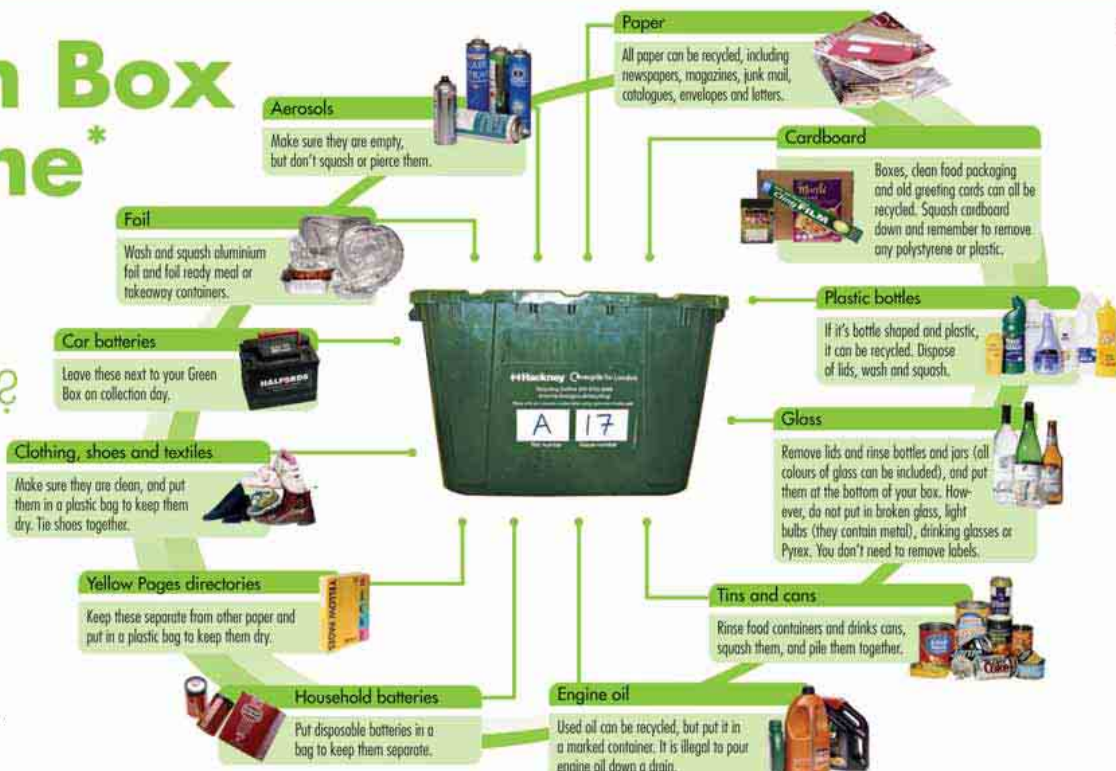 n Box
ne*
Paper
All paper can be recycled, including
newspapers, magazines, junk mail,
catalogues, envelopes and letters.
Aerosols
Make sure they are empty,
but don't squash or pierce them.
Cardboard
Boxes, clean food packaging
and old greeting cards can all be
recycled. Squash cardboard
down and remember to remove
any polystyrene or plastic.
Foil
Wash and squash aluminium
foil and foil ready meal or
takeaway containers.
Plastic bottles
If it's bottle shaped and plastic,
it can be recycled. Dispose
of lids, wash and squash.
Car batteries
Leave these next to your Green
Box on collection day.
HALFORDS
?
Hackney recycle for London
A 17
Glass
Remove lids and rinse bottles and jars (all
colours of glass can be included), and put
them at the bottom of your box. How-
ever, do not put in broken glass, light
bulbs (they contain metal), drinking glasses or
Pyrex. You don't need to remove labels.
Clothing, shoes and textiles
Make sure they are clean, and put
them in a plastic bag to keep them
dry. Tie shoes together.
Yellow Pages directories
Keep these separate from other paper and
put in a plastic bag to keep them dry.
YELLOW PAGES
Tins and cans
Rinse food containers and drinks cans,
squash them, and pile them together.
Coke
Household batteries
Put disposable batteries in a
bag to keep them separate.
Engine oil
Used oil can be recycled, but put it in
a marked container. It is illegal to pour
engine oil down a drain.
Cling FILM